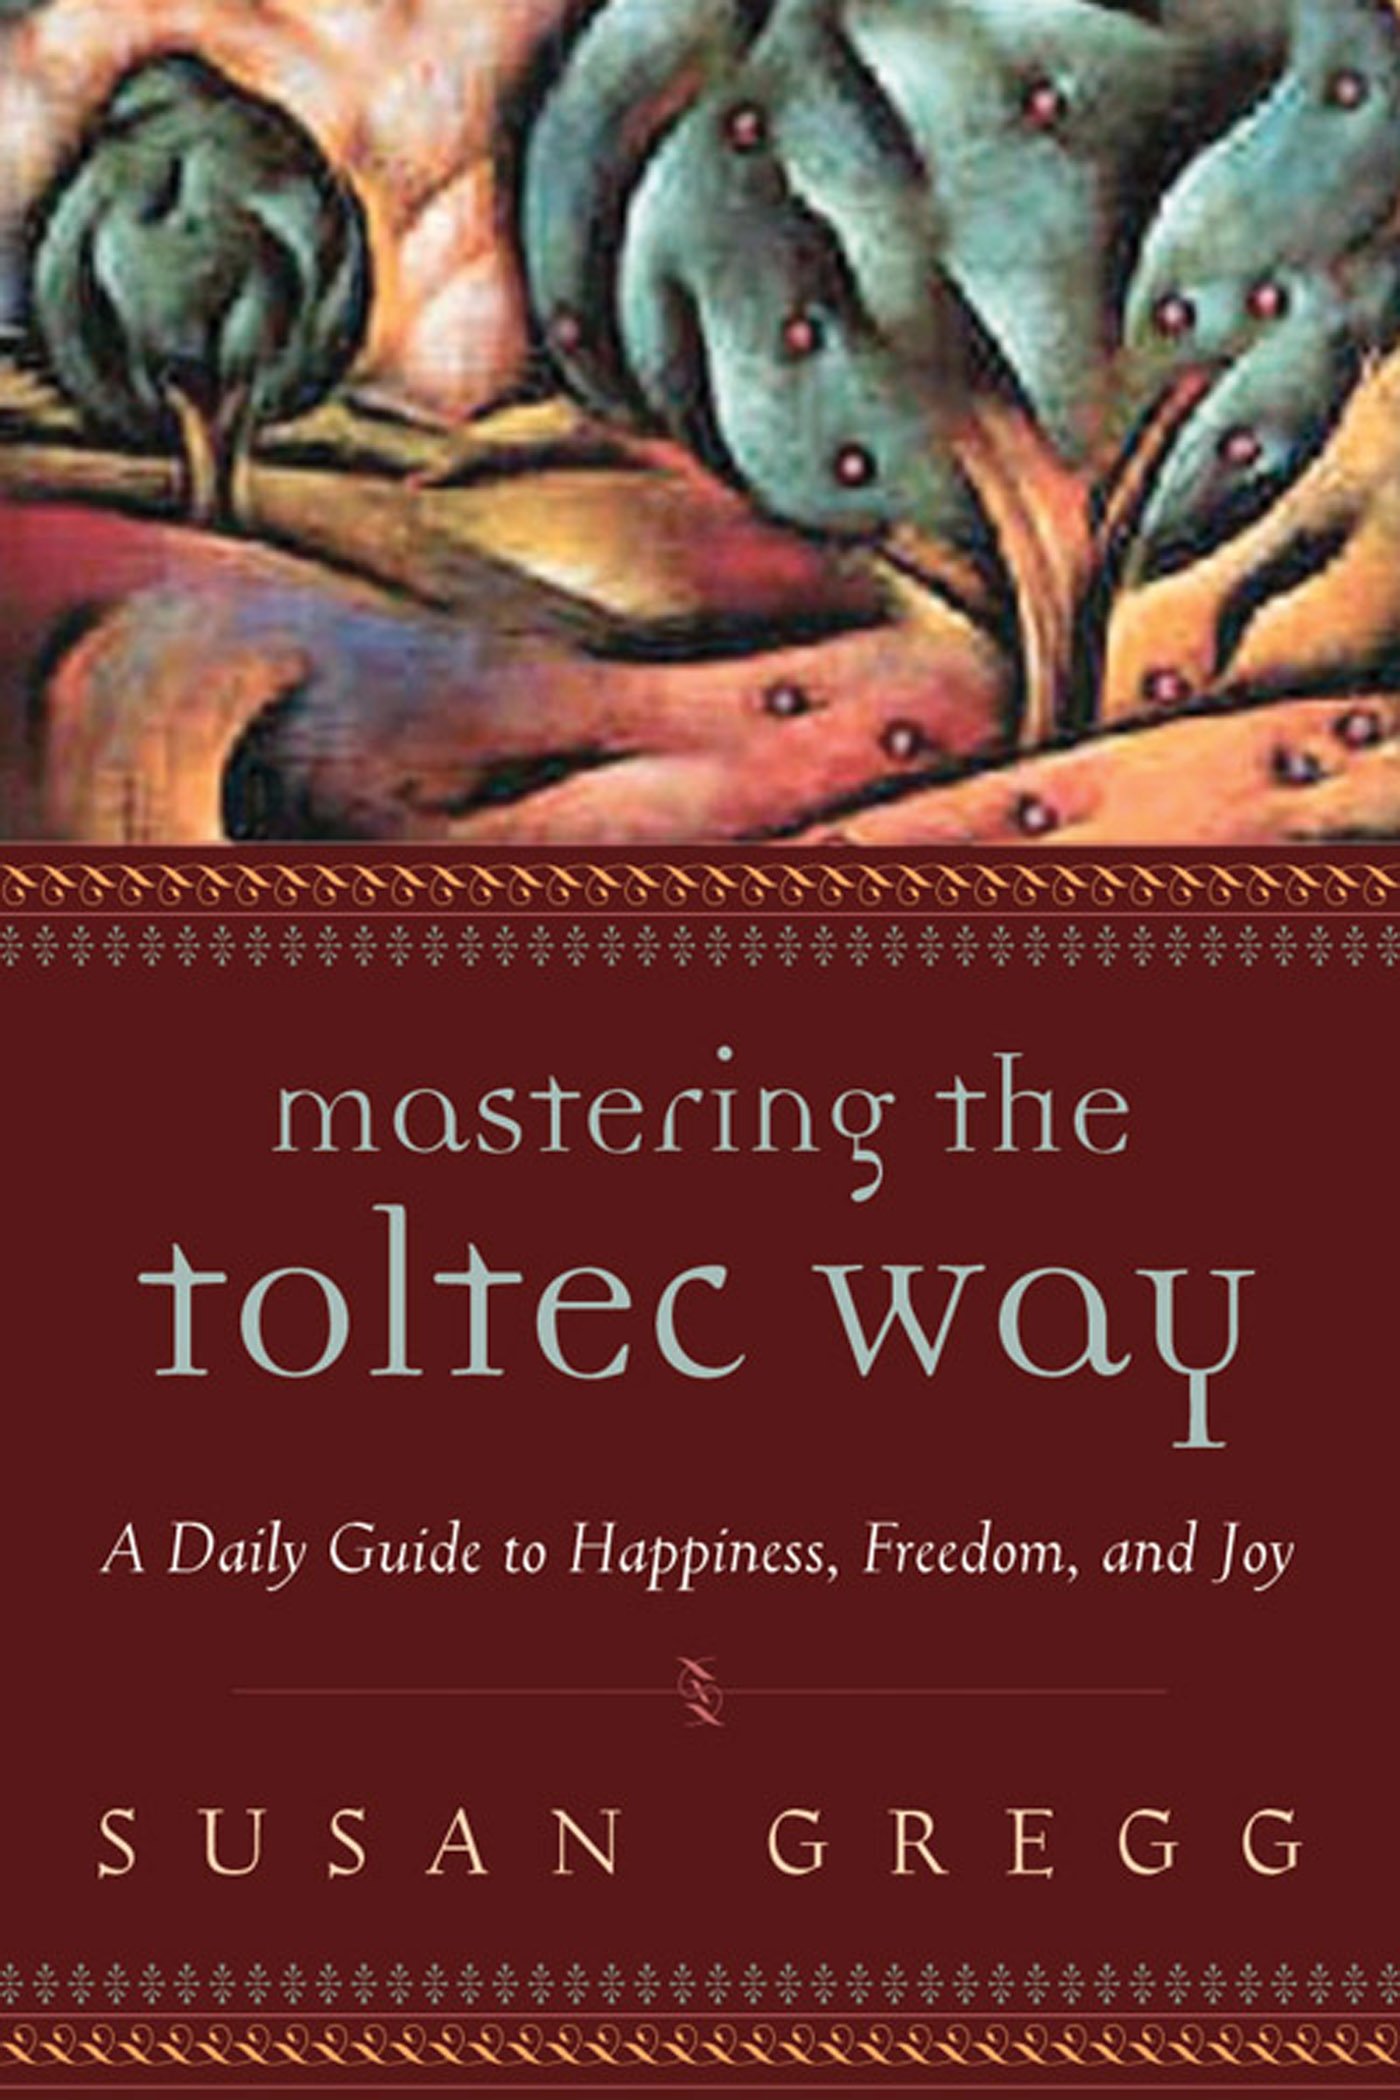 mastering the
toltec way
A Daily Guide to Happiness, Freedom, and Joy
SUSAN GREGG